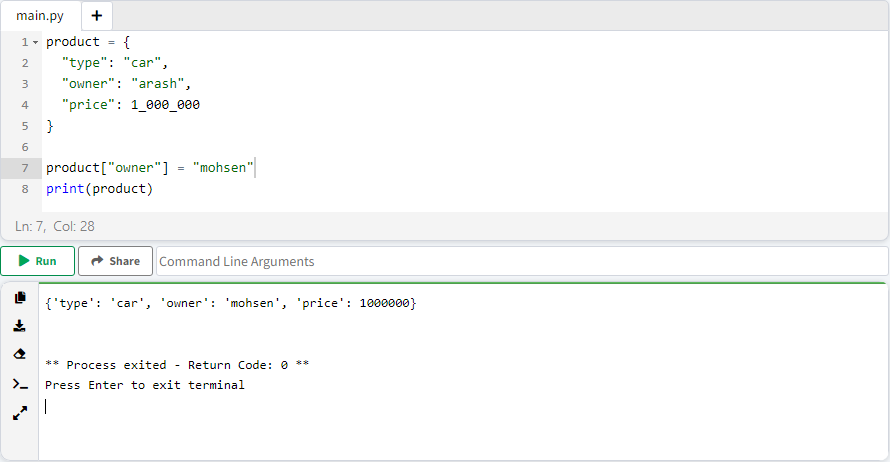 main.py +
1 product = {
2   "type": "car",
3   "owner": "arash",
4   "price": 1_000_000
5 }
6
7 product["owner"] = "mohsen"
8 print(product)
Ln: 7, Col: 28
Run Share Command Line Arguments
{'type': 'car', 'owner': 'mohsen', 'price': 1000000}
** Process exited - Return Code: 0 **
Press Enter to exit terminal